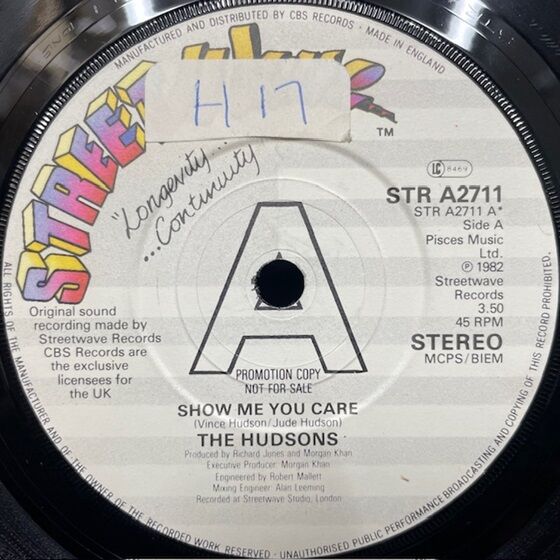 MANUFACTURED AND DISTRIBUTED BY CBS RECORDS · MADE IN ENGLAND
H 17
STREET
TM
"Longevity...
...Continuity
LC 8469
STR A2711
STR A2711 A*
Side A
Pisces Music
Ltd.
℗ 1982
Streetwave
Records
3.50
45 RPM
STEREO
MCPS/BIEM
Original sound
recording made by
Streetwave Records
CBS Records are
the exclusive
licensees for
the UK
A
PROMOTION COPY
NOT FOR SALE
SHOW ME YOU CARE
(Vince Hudson/Jude Hudson)
THE HUDSONS
Produced by Richard Jones and Morgan Khan
Executive Producer: Morgan Khan
Engineered by Robert Mallett
Mixing Engineer: Alan Leeming
Recorded at Streetwave Studio, London
ALL RIGHTS OF THE MANUFACTURER AND OF THE OWNER OF THE RECORDED WORK RESERVED · UNAUTHORISED PUBLIC PERFORMANCE BROADCASTING AND COPYING OF THIS RECORD PROHIBITED.